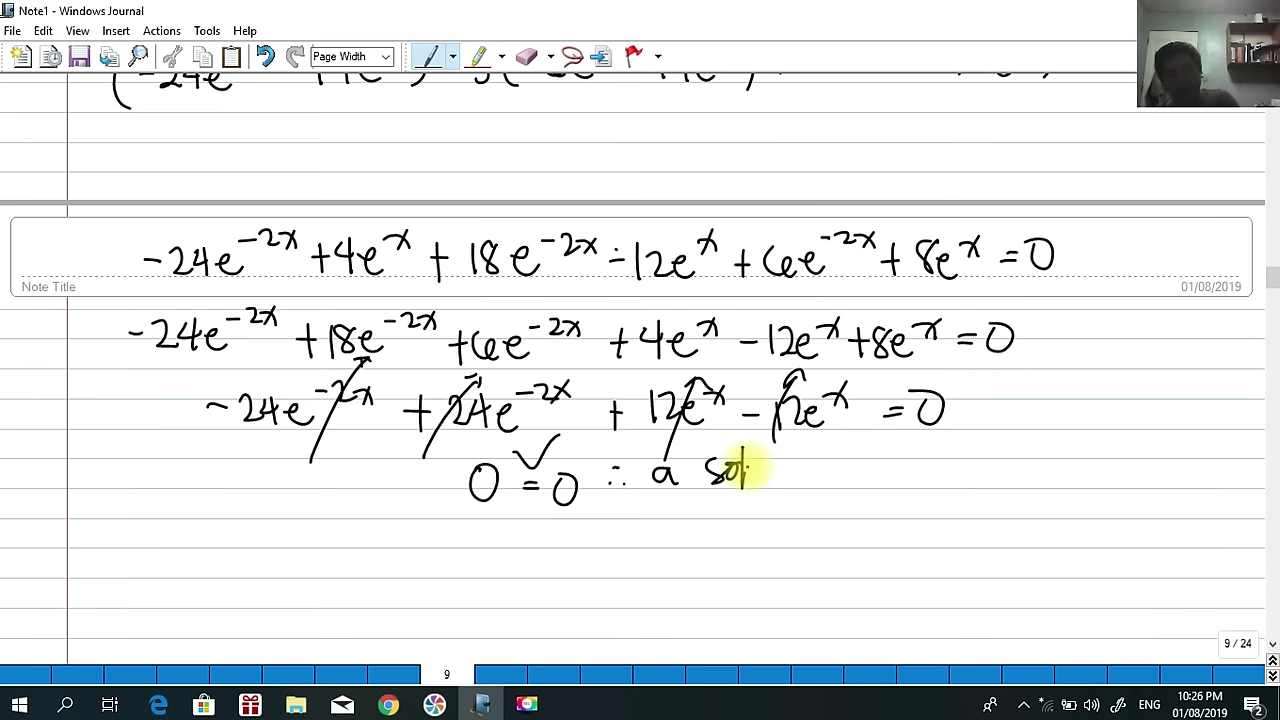 Note1 - Windows Journal
File Edit View Insert Actions Tools Help
Page Width
-24e
-24e^{-2x} + 4e^x + 18e^{-2x} - 12e^x + 6e^{-2x} + 8e^x = 0
Note Title
01/08/2019
-24e^{-2x} + 18e^{-2x} + 6e^{-2x} + 4e^x - 12e^x + 8e^x = 0
-24e^{-2x} + 24e^{-2x} + 12e^x - 12e^x = 0
0 = 0 ∴ a sol
9 / 24
9
ENG
10:26 PM
01/08/2019
2